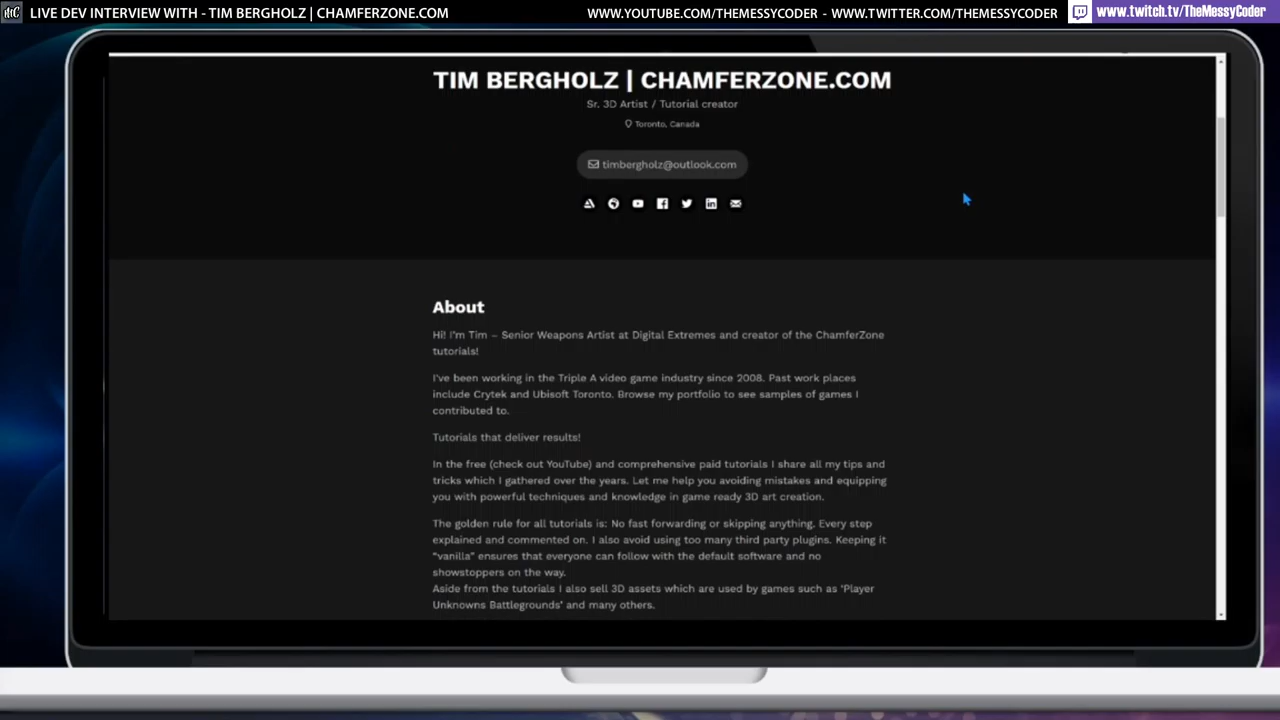 LIVE DEV INTERVIEW WITH - TIM BERGHOLZ | CHAMFERZONE.COM
WWW.YOUTUBE.COM/THEMESSYCODER - WWW.TWITTER.COM/THEMESSYCODER
www.twitch.tv/TheMessyCoder
TIM BERGHOLZ | CHAMFERZONE.COM
Sr. 3D Artist / Tutorial creator
Toronto, Canada
timbergholz@outlook.com
About
Hi! I'm Tim – Senior Weapons Artist at Digital Extremes and creator of the ChamferZone
tutorials!
I've been working in the Triple A video game industry since 2008. Past work places
include Crytek and Ubisoft Toronto. Browse my portfolio to see samples of games I
contributed to.
Tutorials that deliver results!
In the free (check out YouTube) and comprehensive paid tutorials I share all my tips and
tricks which I gathered over the years. Let me help you avoiding mistakes and equipping
you with powerful techniques and knowledge in game ready 3D art creation.
The golden rule for all tutorials is: No fast forwarding or skipping anything. Every step
explained and commented on. I also avoid using too many third party plugins. Keeping it
"vanilla" ensures that everyone can follow with the default software and no
showstoppers on the way.
Aside from the tutorials I also sell 3D assets which are used by games such as 'Player
Unknowns Battlegrounds' and many others.